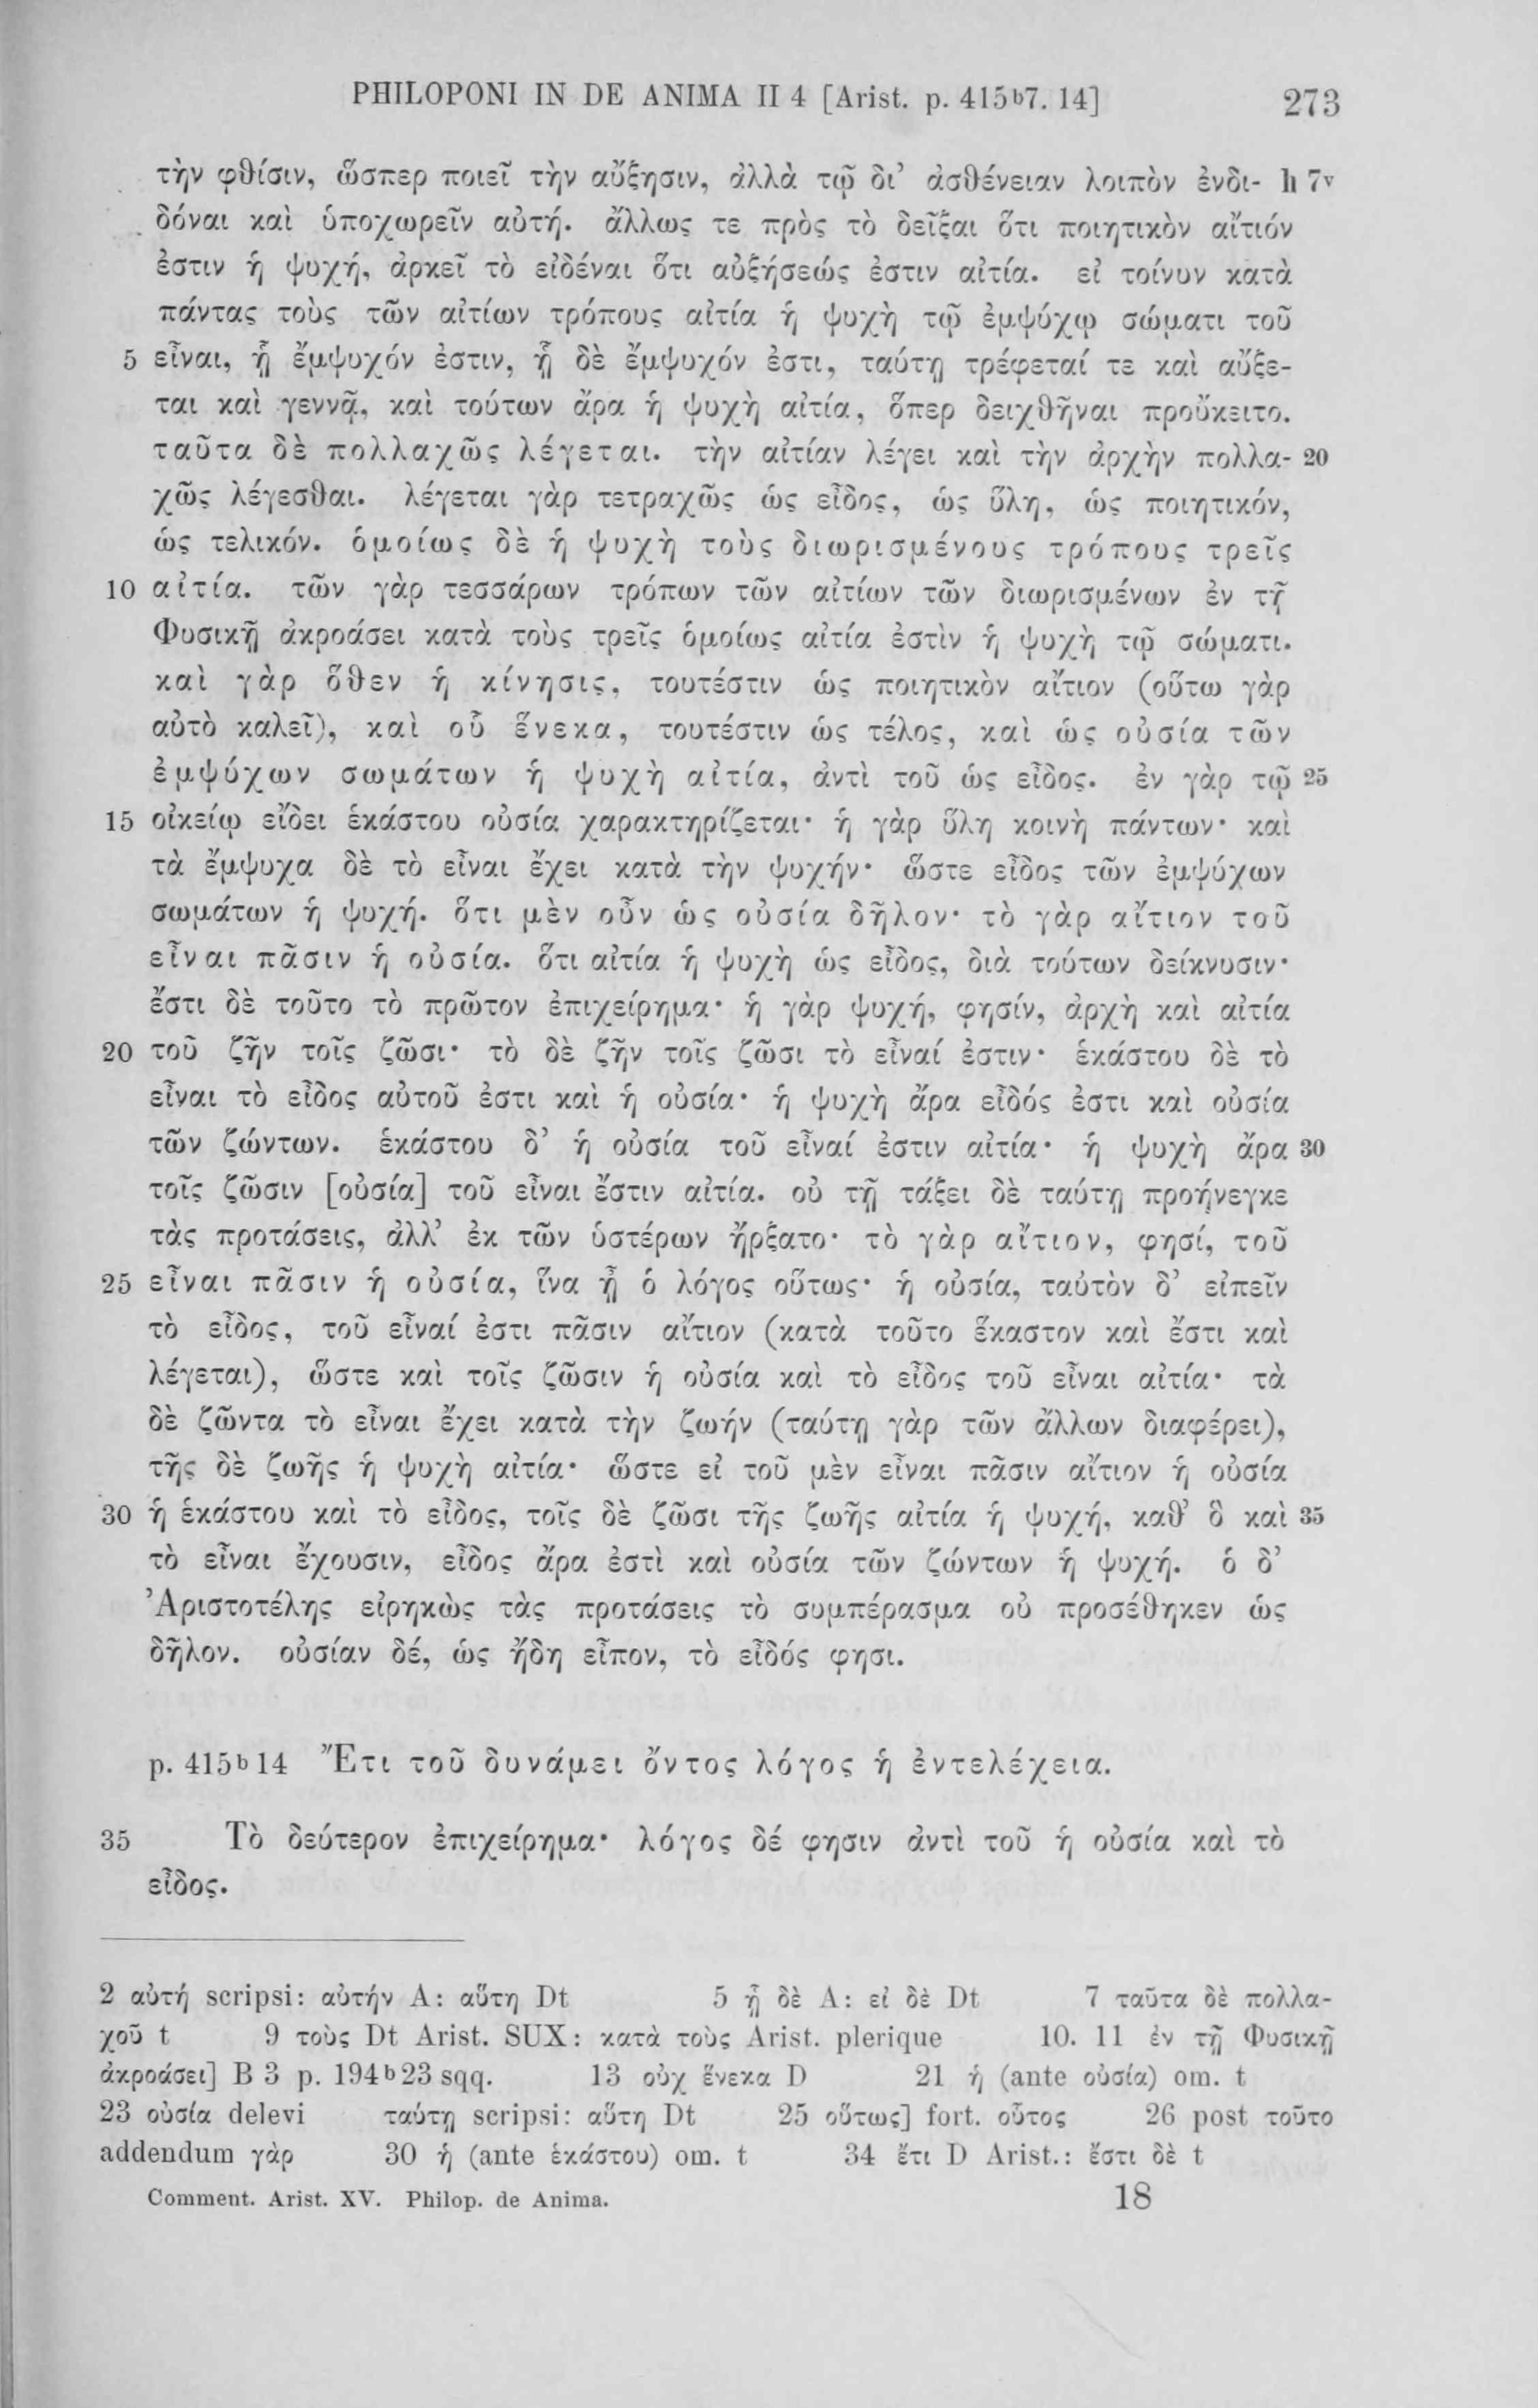 PHILOPONI IN DE ANIMA II 4 [Arist. p. 415b7. 14] 273
τὴν φθίσιν, ὥσπερ ποιεῖ τὴν αὔξησιν, ἀλλὰ τῷ δι’ ἀσθένειαν λοιπὸν ἐνδι- h 7v
δόναι καὶ ὑποχωρεῖν αὐτή. ἄλλως τε πρὸς τὸ δεῖξαι ὅτι ποιητικὸν αἴτιόν
ἐστιν ἡ ψυχή, ἀρκεῖ τὸ εἰδέναι ὅτι αὐξήσεώς ἐστιν αἰτία. εἰ τοίνυν κατὰ
πάντας τοὺς τῶν αἰτίων τρόπους αἰτία ἡ ψυχὴ τῷ ἐμψύχῳ σώματι τοῦ
5 εἶναι, ᾗ ἔμψυχόν ἐστιν, ᾗ δὲ ἔμψυχόν ἐστι, ταύτῃ τρέφεταί τε καὶ αὔξε-
ται καὶ γεννᾷ, καὶ τούτων ἄρα ἡ ψυχὴ αἰτία, ὅπερ δειχθῆναι προὔκειτο.
ταῦτα δὲ πολλαχῶς λέγεται. τὴν αἰτίαν λέγει καὶ τὴν ἀρχὴν πολλα- 20
χῶς λέγεσθαι. λέγεται γὰρ τετραχῶς ὡς εἶδος, ὡς ὕλη, ὡς ποιητικόν,
ὡς τελικόν. ὁμοίως δὲ ἡ ψυχὴ τοὺς διωρισμένους τρόπους τρεῖς
10 αἰτία. τῶν γὰρ τεσσάρων τρόπων τῶν αἰτίων τῶν διωρισμένων ἐν τῇ
Φυσικῇ ἀκροάσει κατὰ τοὺς τρεῖς ὁμοίως αἰτία ἐστὶν ἡ ψυχὴ τῷ σώματι.
καὶ γὰρ ὅθεν ἡ κίνησις, τουτέστιν ὡς ποιητικὸν αἴτιον (οὕτω γὰρ
αὐτὸ καλεῖ), καὶ οὗ ἕνεκα, τουτέστιν ὡς τέλος, καὶ ὡς οὐσία τῶν
ἐμψύχων σωμάτων ἡ ψυχὴ αἰτία, ἀντὶ τοῦ ὡς εἶδος. ἐν γὰρ τῷ 25
15 οἰκείῳ εἴδει ἑκάστου οὐσία χαρακτηρίζεται· ἡ γὰρ ὕλη κοινὴ πάντων· καὶ
τὰ ἔμψυχα δὲ τὸ εἶναι ἔχει κατὰ τὴν ψυχήν· ὥστε εἶδος τῶν ἐμψύχων
σωμάτων ἡ ψυχή. ὅτι μὲν οὖν ὡς οὐσία δῆλον· τὸ γὰρ αἴτιον τοῦ
εἶναι πᾶσιν ἡ οὐσία. ὅτι αἰτία ἡ ψυχὴ ὡς εἶδος, διὰ τούτων δείκνυσιν·
ἔστι δὲ τοῦτο τὸ πρῶτον ἐπιχείρημα· ἡ γὰρ ψυχή, φησίν, ἀρχὴ καὶ αἰτία
20 τοῦ ζῆν τοῖς ζῶσι· τὸ δὲ ζῆν τοῖς ζῶσι τὸ εἶναί ἐστιν· ἑκάστου δὲ τὸ
εἶναι τὸ εἶδος αὐτοῦ ἐστι καὶ ἡ οὐσία· ἡ ψυχὴ ἄρα εἶδός ἐστι καὶ οὐσία
τῶν ζώντων. ἑκάστου δ’ ἡ οὐσία τοῦ εἶναί ἐστιν αἰτία· ἡ ψυχὴ ἄρα 30
τοῖς ζῶσιν [οὐσία] τοῦ εἶναι ἔστιν αἰτία. οὐ τῇ τάξει δὲ ταύτῃ προήνεγκε
τὰς προτάσεις, ἀλλ’ ἐκ τῶν ὑστέρων ἤρξατο· τὸ γὰρ αἴτιον, φησί, τοῦ
25 εἶναι πᾶσιν ἡ οὐσία, ἵνα ᾖ ὁ λόγος οὕτως· ἡ οὐσία, ταὐτὸν δ’ εἰπεῖν
τὸ εἶδος, τοῦ εἶναί ἐστι πᾶσιν αἴτιον (κατὰ τοῦτο ἕκαστον καὶ ἔστι καὶ
λέγεται), ὥστε καὶ τοῖς ζῶσιν ἡ οὐσία καὶ τὸ εἶδος τοῦ εἶναι αἰτία· τὰ
δὲ ζῶντα τὸ εἶναι ἔχει κατὰ τὴν ζωήν (ταύτῃ γὰρ τῶν ἄλλων διαφέρει),
τῆς δὲ ζωῆς ἡ ψυχὴ αἰτία· ὥστε εἰ τοῦ μὲν εἶναι πᾶσιν αἴτιον ἡ οὐσία
30 ἡ ἑκάστου καὶ τὸ εἶδος, τοῖς δὲ ζῶσι τῆς ζωῆς αἰτία ἡ ψυχή, καθ’ ὃ καὶ 35
τὸ εἶναι ἔχουσιν, εἶδος ἄρα ἐστὶ καὶ οὐσία τῶν ζώντων ἡ ψυχή. ὁ δ’
Ἀριστοτέλης εἰρηκὼς τὰς προτάσεις τὸ συμπέρασμα οὐ προσέθηκεν ὡς
δῆλον. οὐσίαν δέ, ὡς ἤδη εἶπον, τὸ εἶδός φησι.
p. 415b14 Ἔτι τοῦ δυνάμει ὄντος λόγος ἡ ἐντελέχεια.
35 Τὸ δεύτερον ἐπιχείρημα· λόγος δέ φησιν ἀντὶ τοῦ ἡ οὐσία καὶ τὸ
εἶδος.
2 αὐτή scripsi: αὐτήν A: αὕτη Dt 5 ᾗ δὲ A: εἰ δὲ Dt 7 ταῦτα δὲ πολλα-
χοῦ t 9 τοὺς Dt Arist. SUX: κατὰ τοὺς Arist. plerique 10. 11 ἐν τῇ Φυσικῇ
ἀκροάσει] B 3 p. 194b23 sqq. 13 οὐχ ἕνεκα D 21 ἡ (ante οὐσία) om. t
23 οὐσία delevi ταύτῃ scripsi: αὕτη Dt 25 οὕτως] fort. οὗτος 26 post τοῦτο
addendum γὰρ 30 ἡ (ante ἑκάστου) om. t 34 ἔτι D Arist.: ἔστι δὲ t
Comment. Arist. XV. Philop. de Anima. 18